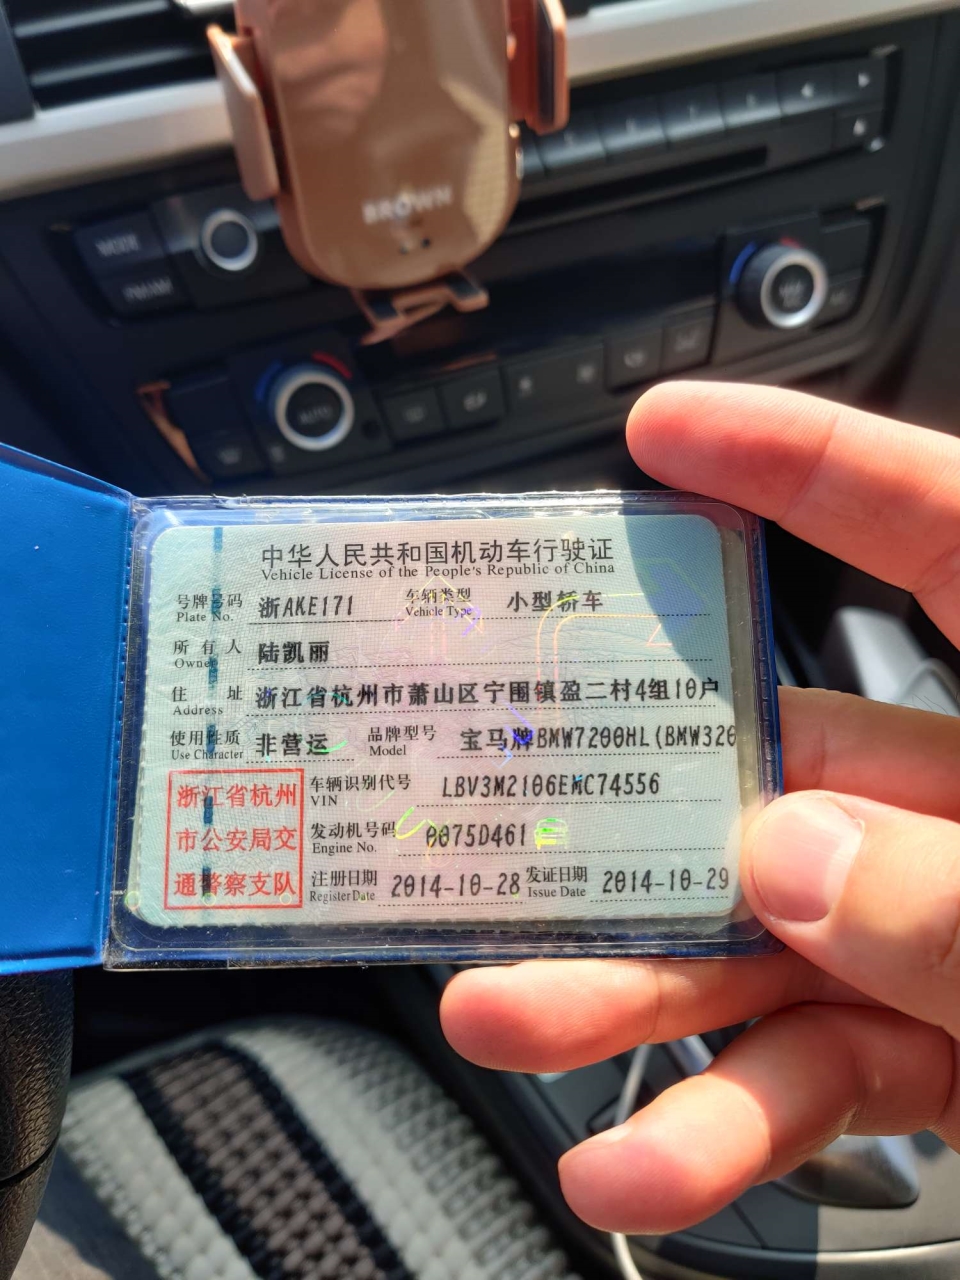 BROWN
MODE
AUTO
中华人民共和国机动车行驶证
Vehicle License of the People's Republic of China
号牌号码 浙AKE171 车辆类型 小型轿车
Plate No. Vehicle Type
所有人 陆凯丽
Owner
住址 浙江省杭州市萧山区宁围镇盈二村4组10户
Address
使用性质 非营运 品牌型号 宝马牌BMW7200HL(BMW320
Use Character Model
浙江省杭州
市公安局交
通警察支队
车辆识别代号 LBV3M2106EMC74556
VIN
发动机号码 0075D461
Engine No.
注册日期 2014-10-28 发证日期 2014-10-29
Register Date Issue Date